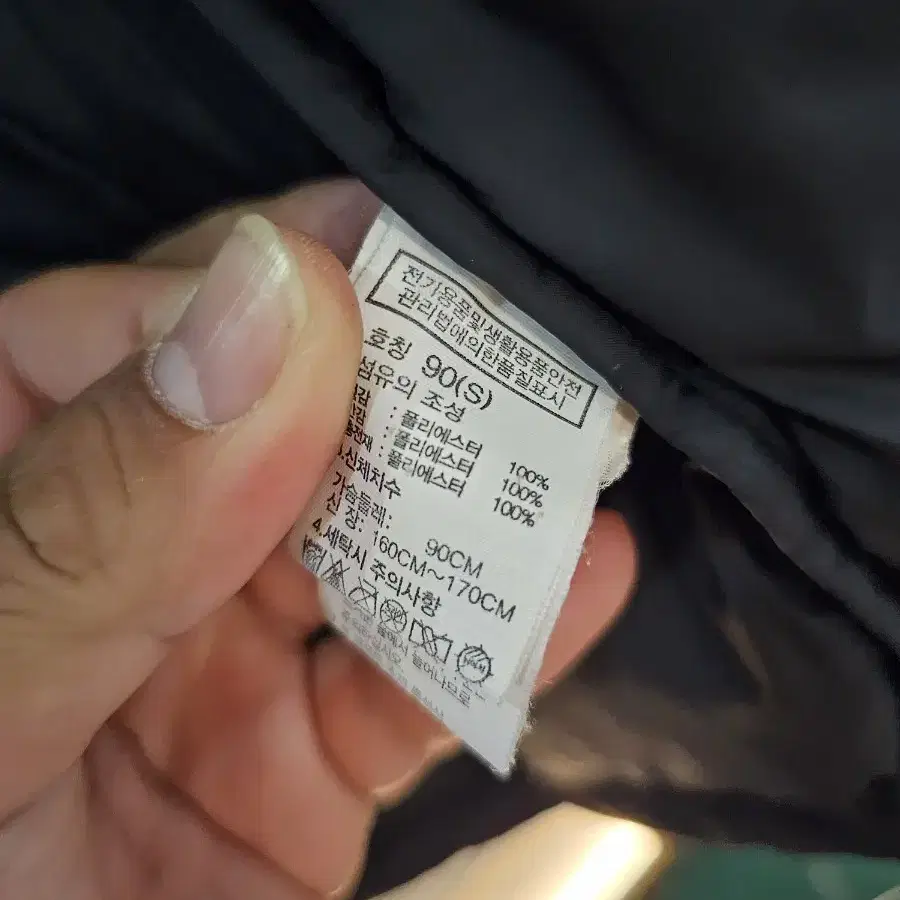 전기용품및생활용품안전
관리법에의한품질표시
호칭 90(S)
섬유의 조성
: 폴리에스터 100%
: 폴리에스터 100%
충전재 : 폴리에스터 100%
신체치수
가슴둘레: 90CM
신 장: 160CM~170CM
4.세탁시 주의사항